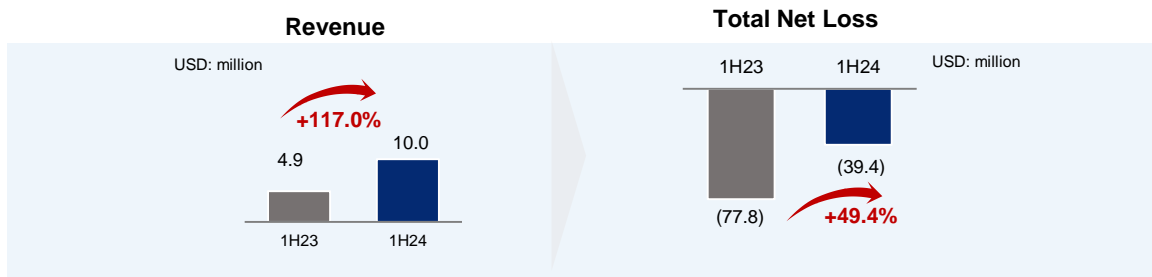 Revenue
USD: million
+117.0%
4.9
10.0
1H23
1H24
Total Net Loss
1H23
1H24
USD: million
(39.4)
(77.8)
+49.4%